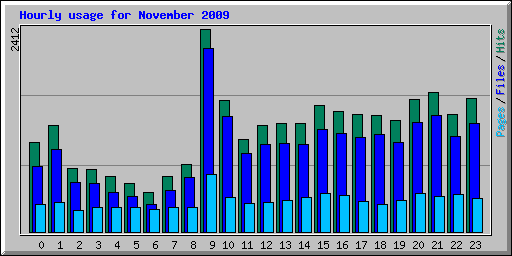 Hourly usage for November 2009
2412
Pages/Files/Hits
0 1 2 3 4 5 6 7 8 9 10 11 12 13 14 15 16 17 18 19 20 21 22 23